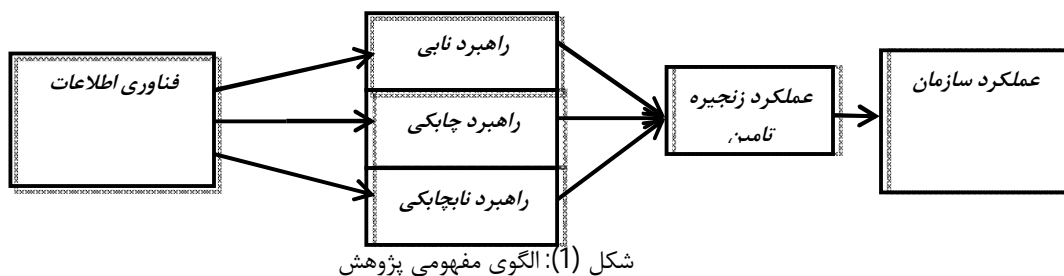 فناوری اطلاعات
راهبرد نابی
راهبرد چابکی
راهبرد نابچابکی
عملکرد زنجیره
تامین
عملکرد سازمان
شکل (1): الگوی مفهومی پژوهش